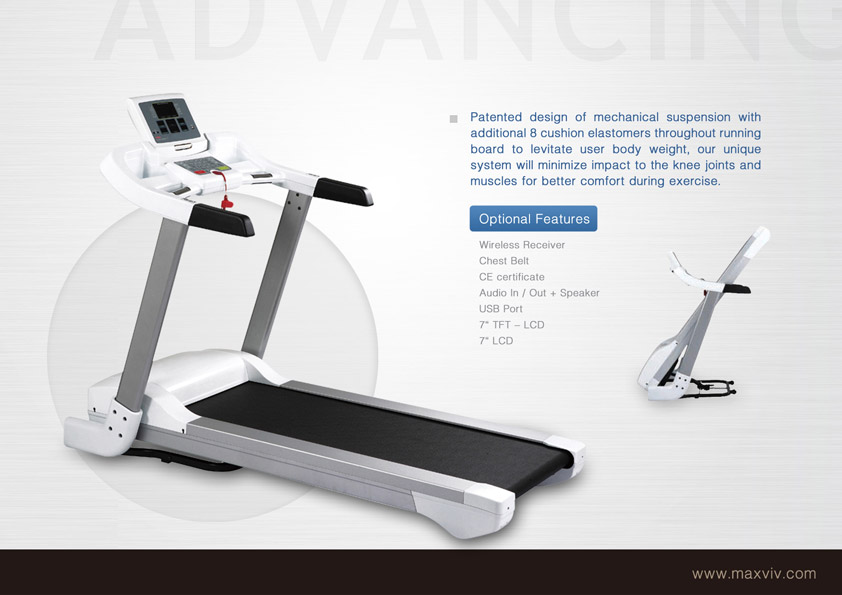 ADVANCING
Patented design of mechanical suspension with
additional 8 cushion elastomers throughout running
board to levitate user body weight, our unique
system will minimize impact to the knee joints and
muscles for better comfort during exercise.
Optional Features
Wireless Receiver
Chest Belt
CE certificate
Audio In / Out + Speaker
USB Port
7" TFT – LCD
7" LCD
www.maxviv.com